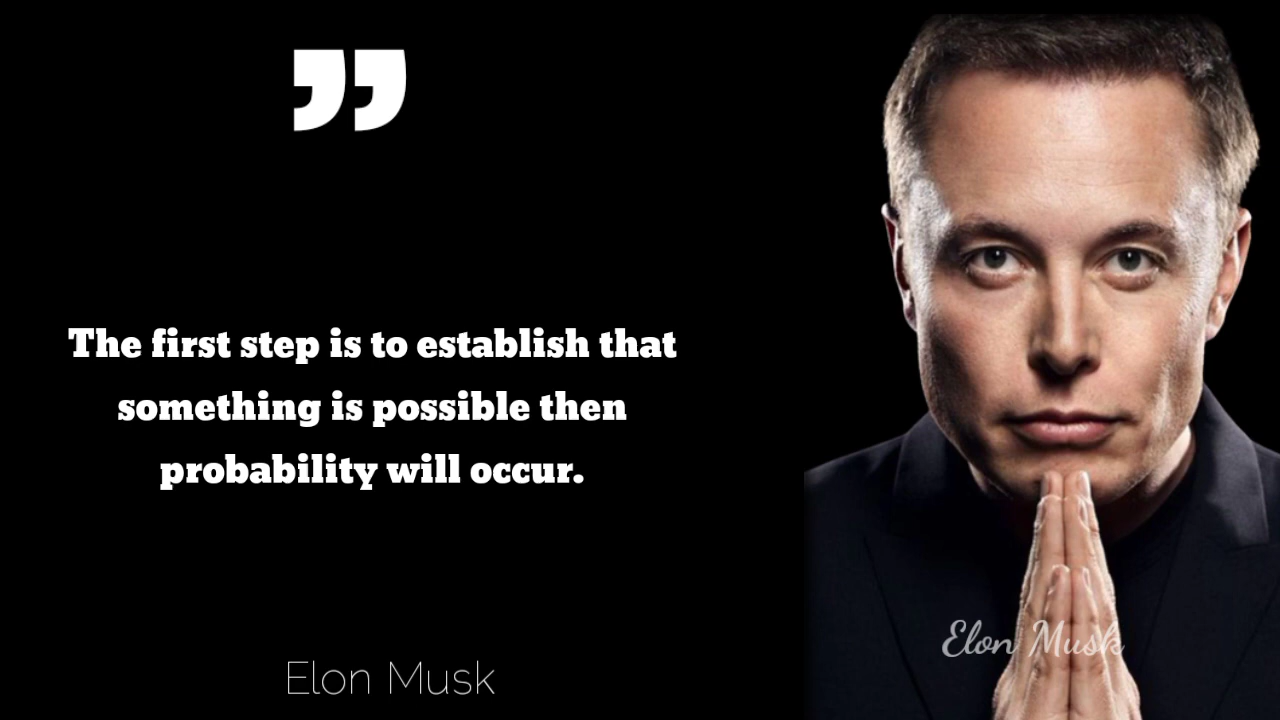 ”
The first step is to establish that
something is possible then
probability will occur.
Elon Musk
Elon Musk